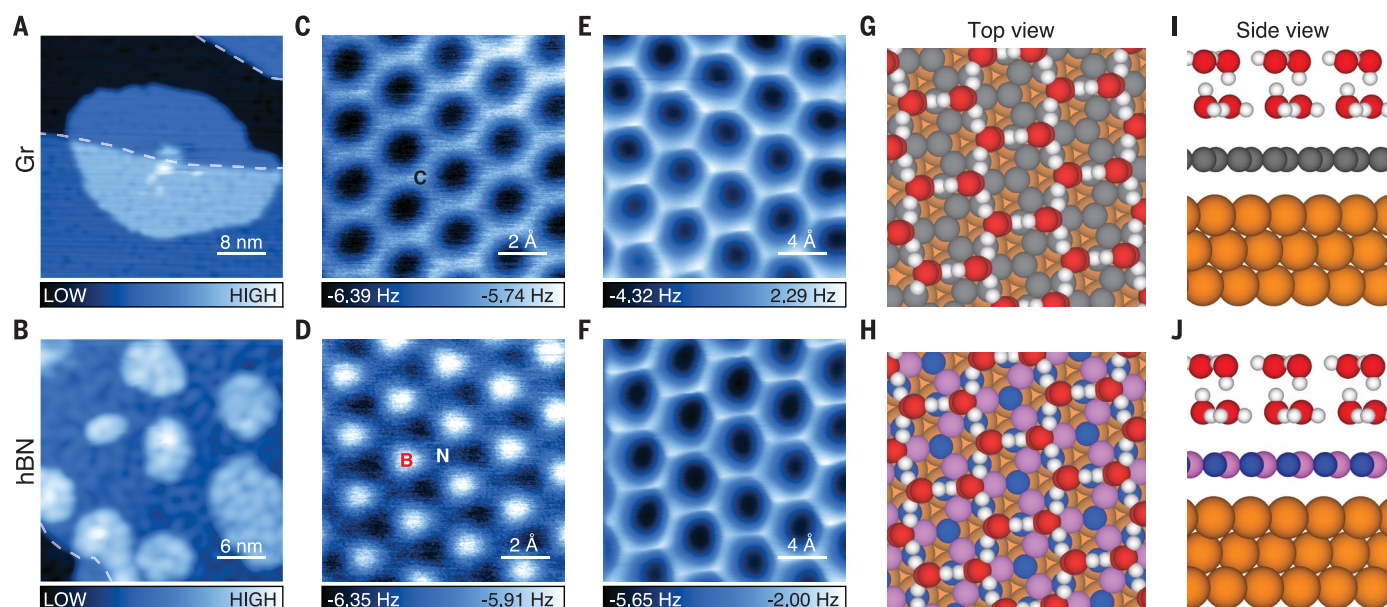 A
Gr
8 nm
LOW HIGH
C
C
2 Å
-6.39 Hz -5.74 Hz
E
4 Å
-4.32 Hz 2.29 Hz
G
Top view
I
Side view
B
hBN
6 nm
LOW HIGH
D
B N
2 Å
-6.35 Hz -5.91 Hz
F
4 Å
-5.65 Hz -2.00 Hz
H
J